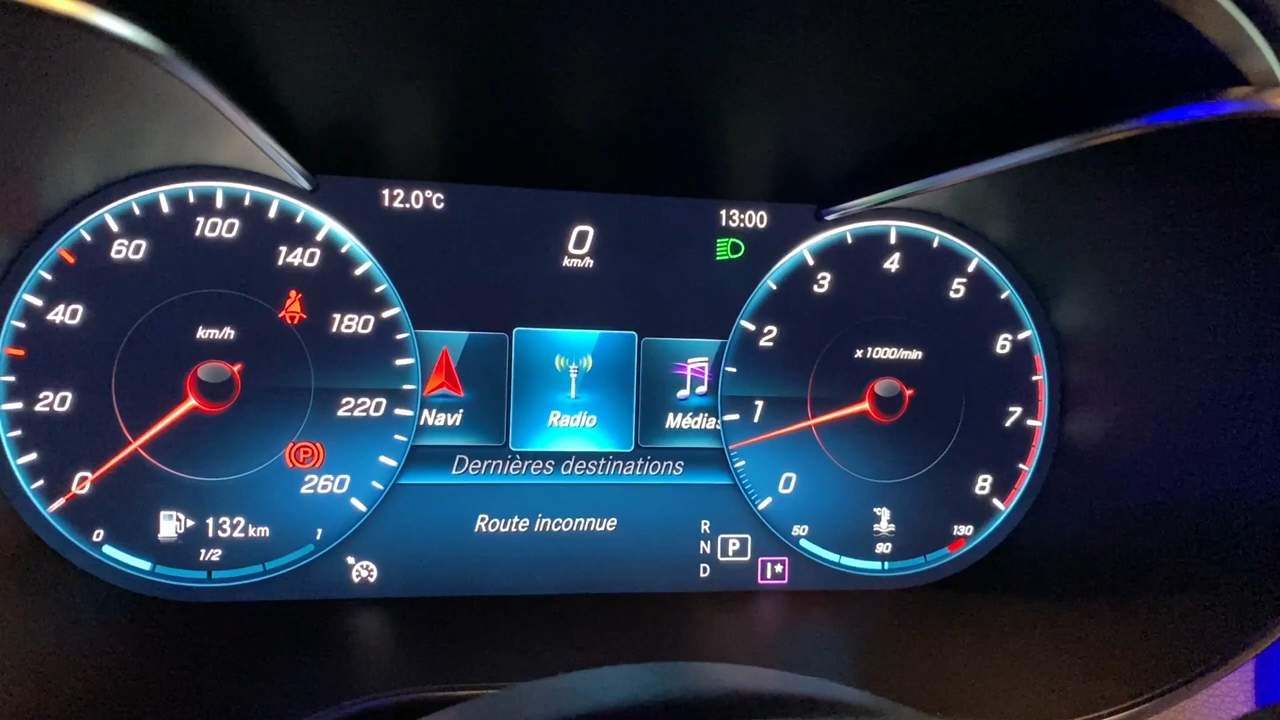 12.0°C
13:00
0
km/h
20
40
60
100
140
180
220
260
0
km/h
P
132 km
0
1/2
1
Navi
Radio
Médias
Dernières destinations
Route inconnue
R
N
P
D
I*
0
1
2
3
4
5
6
7
8
x 1000/min
°C
50
90
130